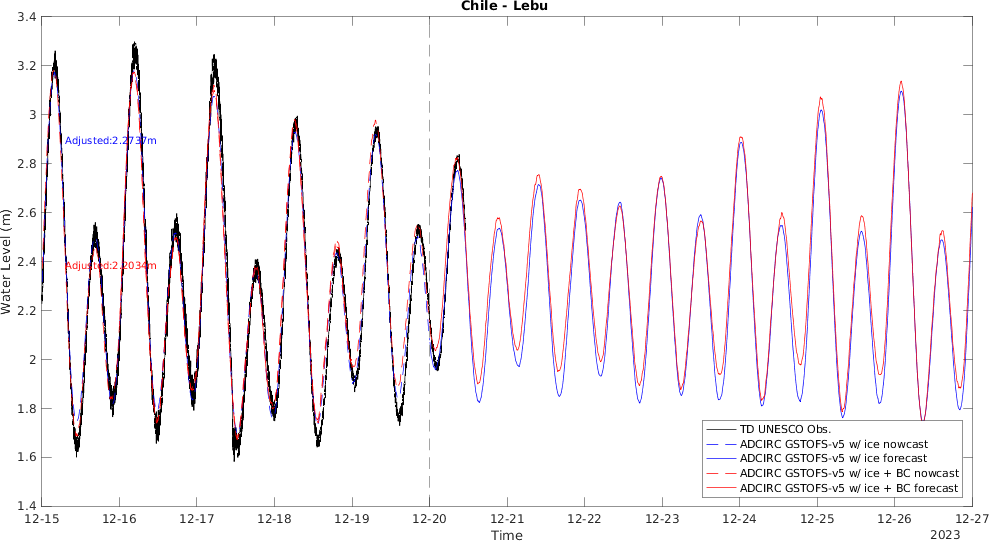 Chile - Lebu
3.4
3.2
3
2.8
2.6
2.4
2.2
2
1.8
1.6
1.4
Water Level (m)
Adjusted:2.2737m
Adjusted:2.2034m
TD UNESCO Obs.
ADCIRC GSTOFS-v5 w/ ice nowcast
ADCIRC GSTOFS-v5 w/ ice forecast
ADCIRC GSTOFS-v5 w/ ice + BC nowcast
ADCIRC GSTOFS-v5 w/ ice + BC forecast
12-15 12-16 12-17 12-18 12-19 12-20 12-21 12-22 12-23 12-24 12-25 12-26 12-27
Time
2023